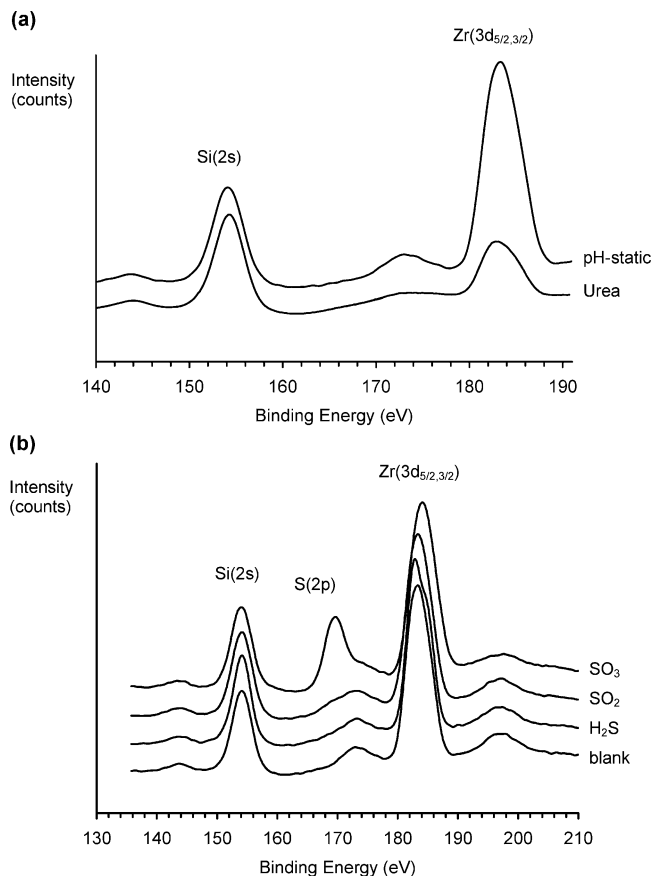 (a)
Zr(3d5/2,3/2)
Intensity
(counts)
Si(2s)
pH-static
Urea
140 150 160 170 180 190
Binding Energy (eV)
(b)
Zr(3d5/2,3/2)
Intensity
(counts)
Si(2s)
S(2p)
SO3
SO2
H2S
blank
130 140 150 160 170 180 190 200 210
Binding Energy (eV)